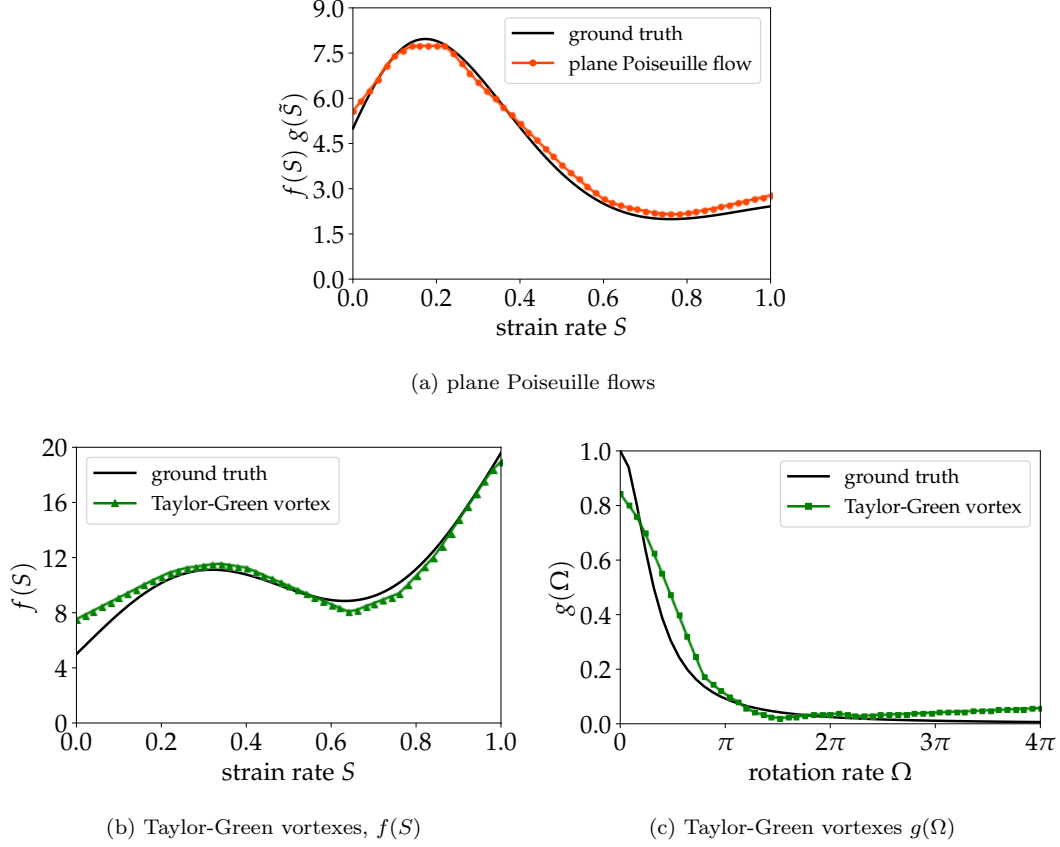 9.0
7.5
6.0
4.5
3.0
1.5
0.0
f(S) g(S̃)
ground truth
plane Poiseuille flow
0.0 0.2 0.4 0.6 0.8 1.0
strain rate S
(a) plane Poiseuille flows
20
16
12
8
4
0
f(S)
ground truth
Taylor-Green vortex
0.0 0.2 0.4 0.6 0.8 1.0
strain rate S
(b) Taylor-Green vortexes, f(S)
1.0
0.8
0.6
0.4
0.2
0.0
g(Ω)
ground truth
Taylor-Green vortex
0 π 2π 3π 4π
rotation rate Ω
(c) Taylor-Green vortexes g(Ω)